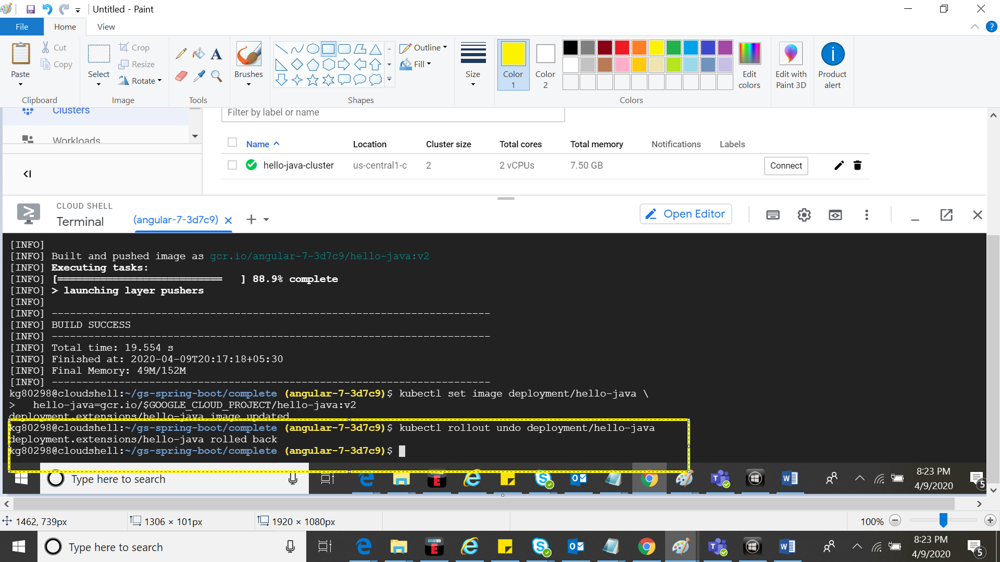 Untitled - Paint
File
Home
View
Paste
Cut
Copy
Clipboard
Select
Crop
Resize
Rotate
Image
Tools
Brushes
Shapes
Outline
Fill
Size
Color 1
Color 2
Colors
Edit colors
Edit with Paint 3D
Product alert
Clusters
Workloads
Filter by label or name
Name Location Cluster size Total cores Total memory Notifications Labels
hello-java-cluster us-central1-c 2 2 vCPUs 7.50 GB Connect
CLOUD SHELL
Terminal
(angular-7-3d7c9)
Open Editor
[INFO]
[INFO] Built and pushed image as gcr.io/angular-7-3d7c9/hello-java:v2
[INFO] Executing tasks:
[INFO] [===========================   ] 88.9% complete
[INFO] > launching layer pushers
[INFO]
[INFO] ------------------------------------------------------------------------
[INFO] BUILD SUCCESS
[INFO] ------------------------------------------------------------------------
[INFO] Total time: 19.554 s
[INFO] Finished at: 2020-04-09T20:17:18+05:30
[INFO] Final Memory: 49M/152M
[INFO] ------------------------------------------------------------------------
kg80298@cloudshell:~/gs-spring-boot/complete (angular-7-3d7c9)$ kubectl set image deployment/hello-java \
>   hello-java=gcr.io/$GOOGLE_CLOUD_PROJECT/hello-java:v2
deployment.extensions/hello-java image updated
kg80298@cloudshell:~/gs-spring-boot/complete (angular-7-3d7c9)$ kubectl rollout undo deployment/hello-java
deployment.extensions/hello-java rolled back
kg80298@cloudshell:~/gs-spring-boot/complete (angular-7-3d7c9)$
Type here to search
8:23 PM
4/9/2020
5
1462, 739px
1306 × 101px
1920 × 1080px
100%
Type here to search
8:23 PM
4/9/2020
5